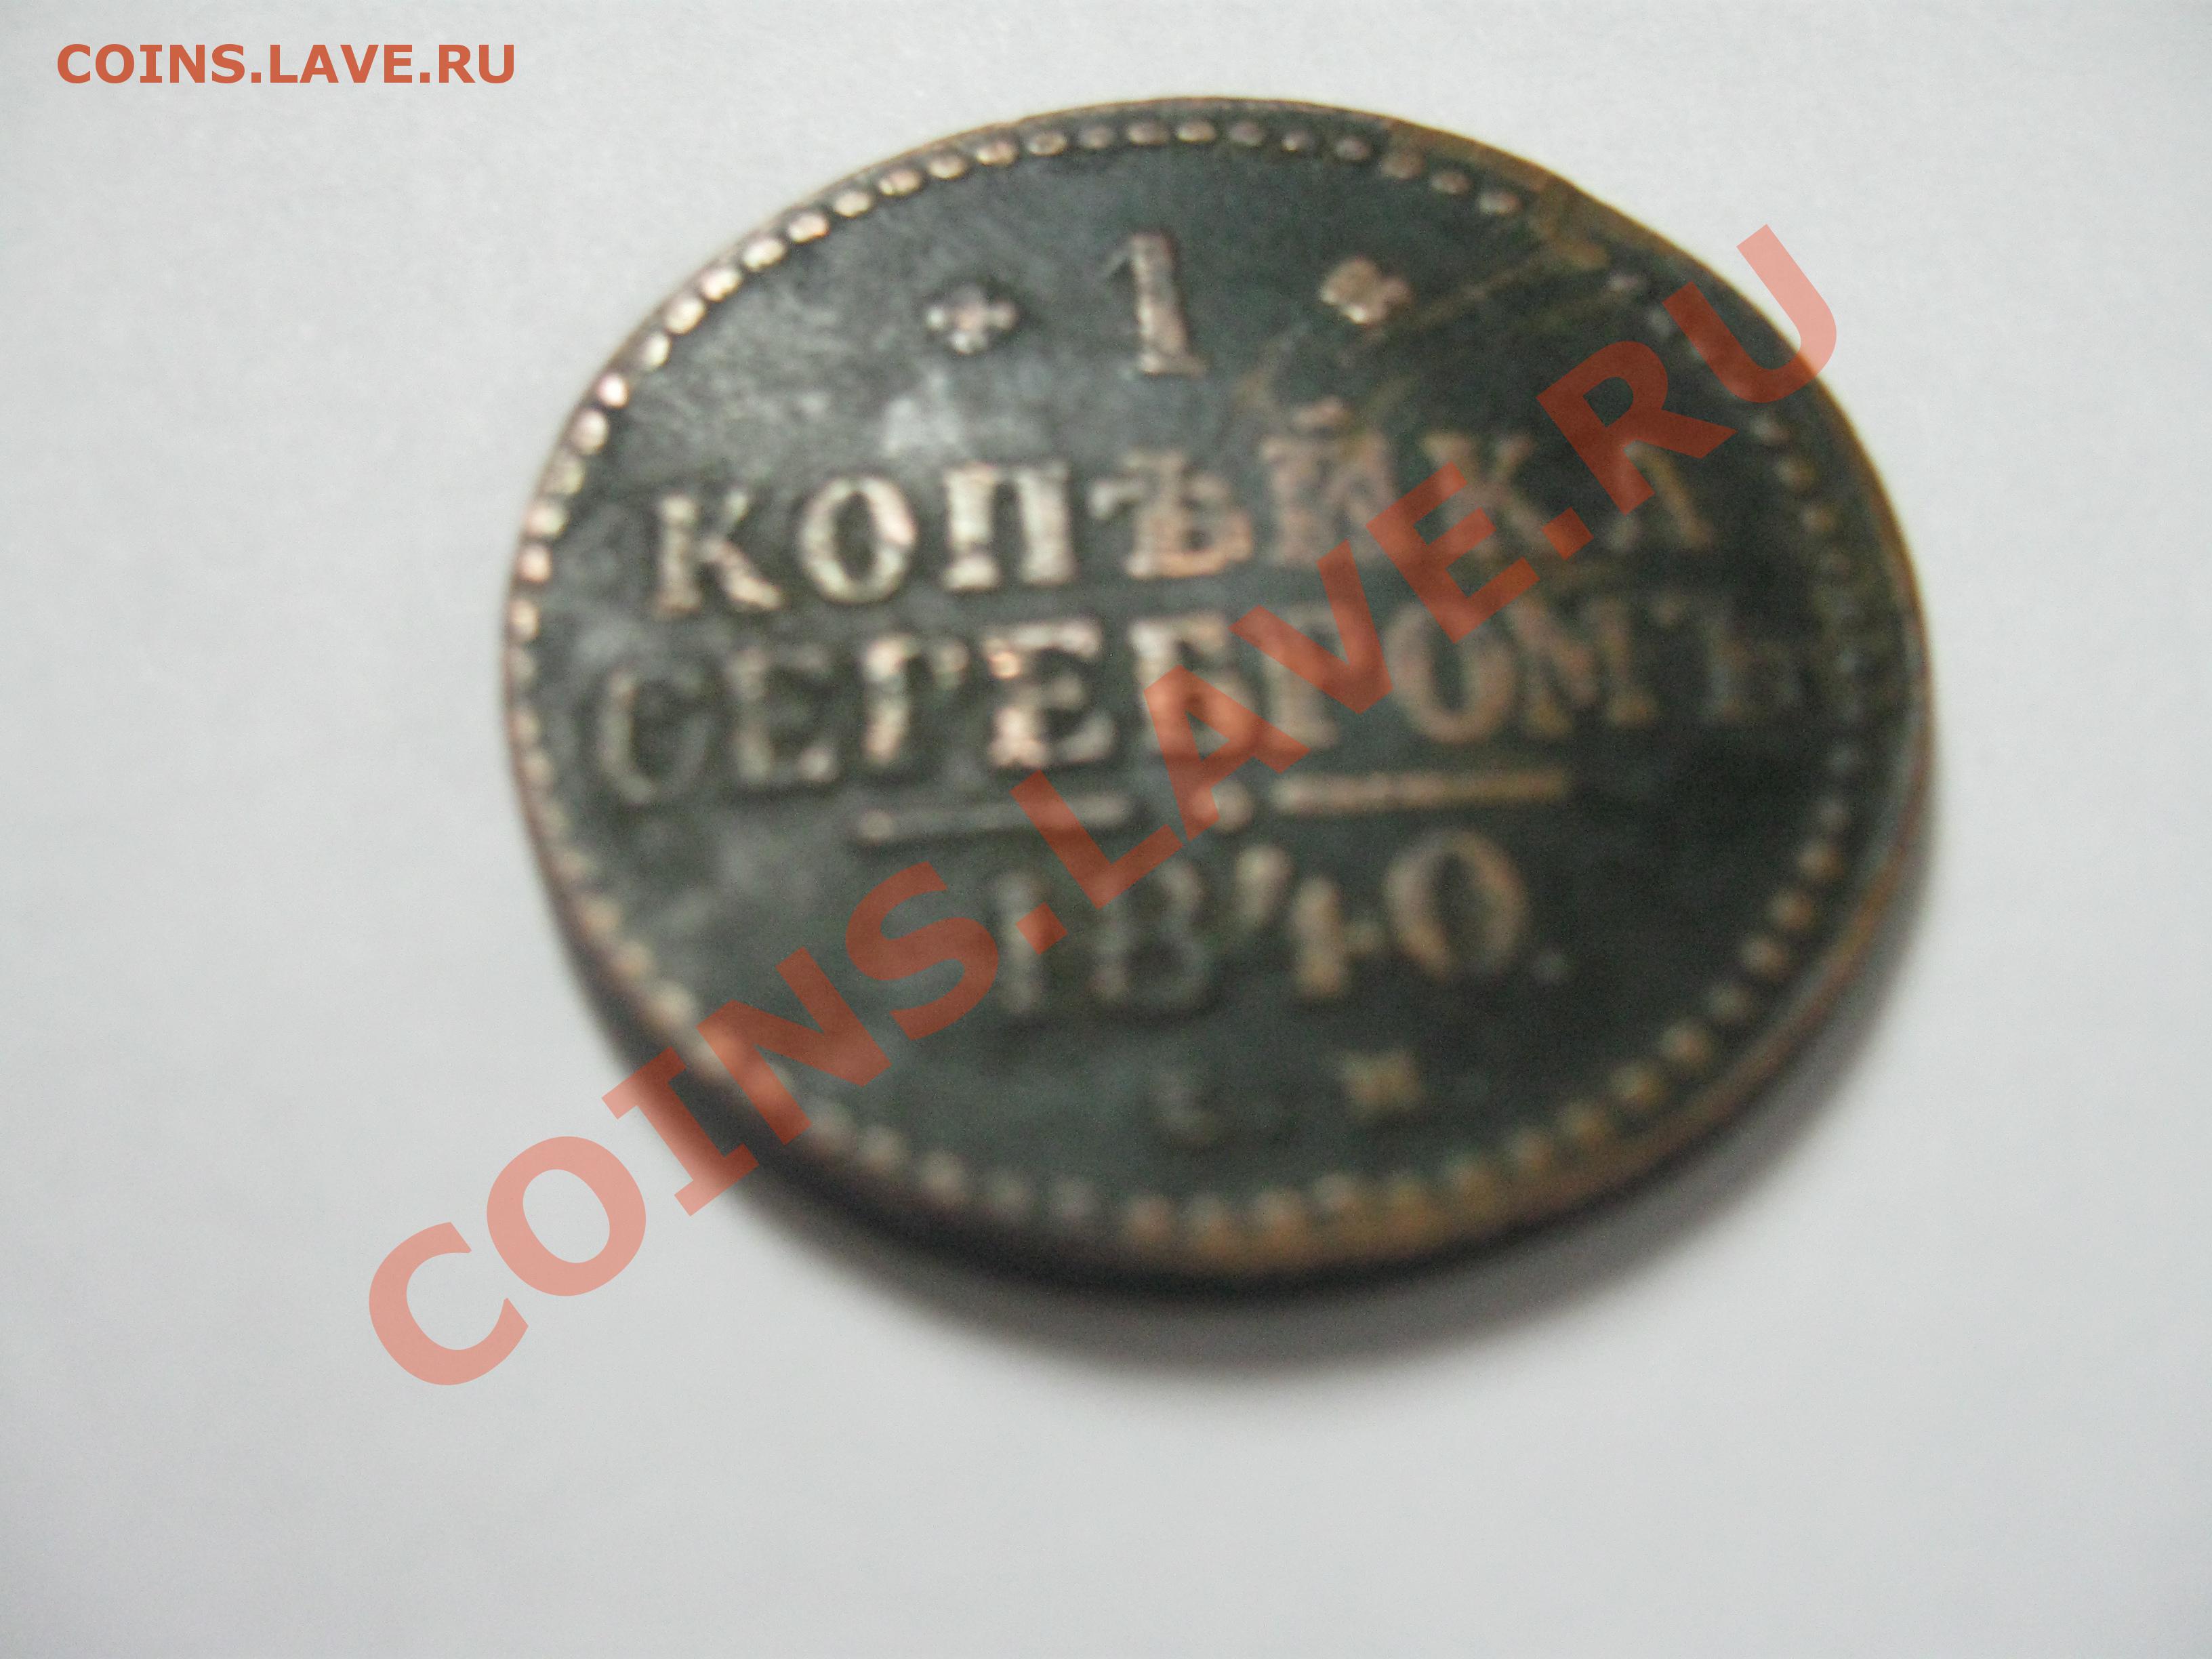 COINS.LAVE.RU
1
КОПѢЙКА
СЕРЕБРОМЪ
1840.
COINS.LAVE.RU